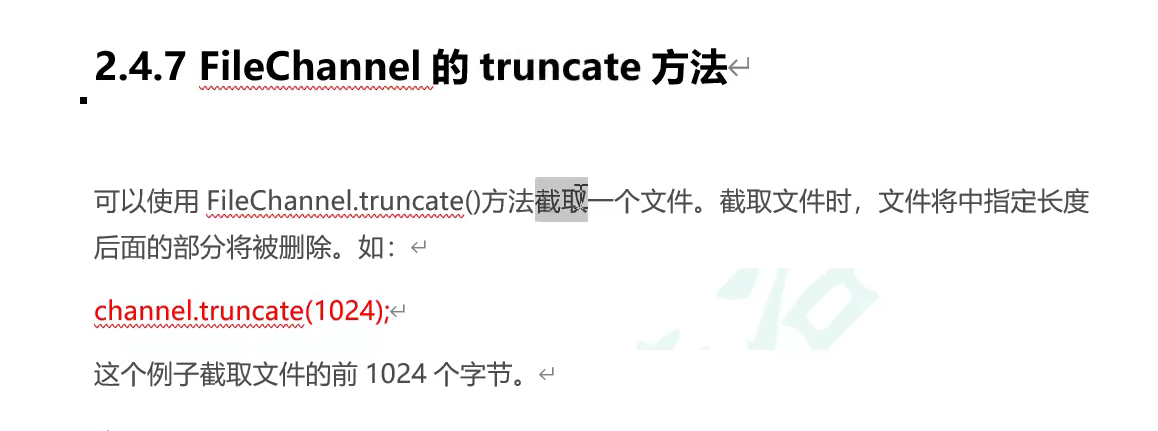 2.4.7 FileChannel 的 truncate 方法
可以使用 FileChannel.truncate()方法截取一个文件。截取文件时，文件将中指定长度
后面的部分将被删除。如：
channel.truncate(1024);
这个例子截取文件的前 1024 个字节。